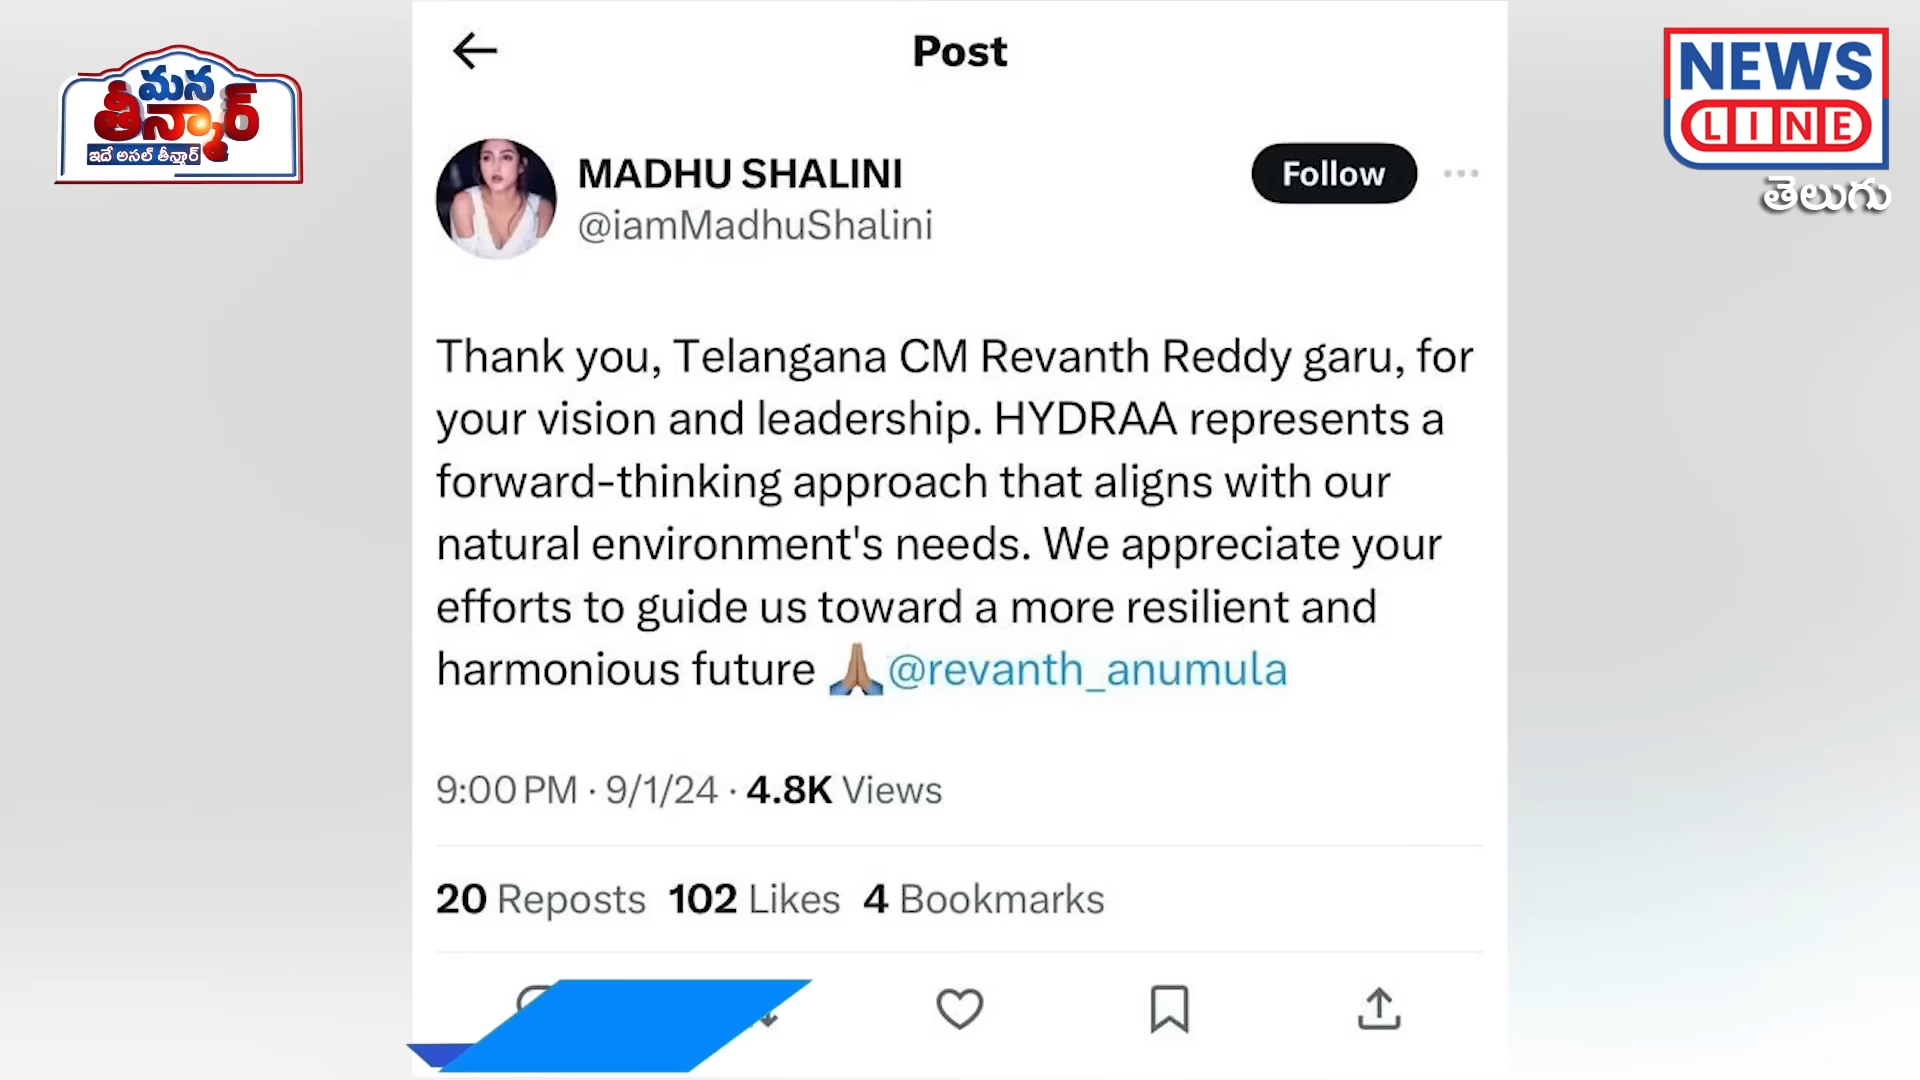 మన
తీన్మార్
ఇదే అసల్ తీన్మార్
NEWS
LINE
తెలుగు
Post
MADHU SHALINI
@iamMadhuShalini
Follow
Thank you, Telangana CM Revanth Reddy garu, for
your vision and leadership. HYDRAA represents a
forward-thinking approach that aligns with our
natural environment's needs. We appreciate your
efforts to guide us toward a more resilient and
harmonious future 🙏🏽@revanth_anumula
9:00 PM · 9/1/24 · 4.8K Views
20 Reposts 102 Likes 4 Bookmarks